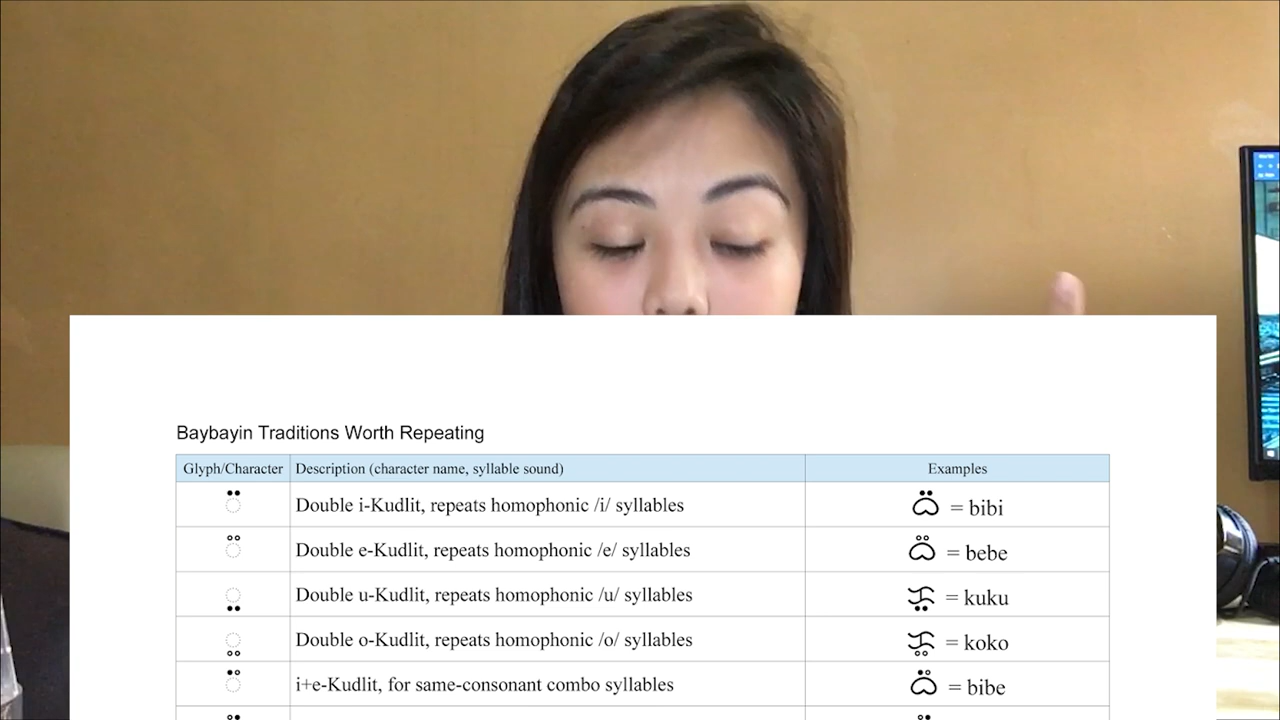 Baybayin Traditions Worth Repeating
Glyph/Character Description (character name, syllable sound) Examples
Double i-Kudlit, repeats homophonic /i/ syllables = bibi
Double e-Kudlit, repeats homophonic /e/ syllables = bebe
Double u-Kudlit, repeats homophonic /u/ syllables = kuku
Double o-Kudlit, repeats homophonic /o/ syllables = koko
i+e-Kudlit, for same-consonant combo syllables = bibe